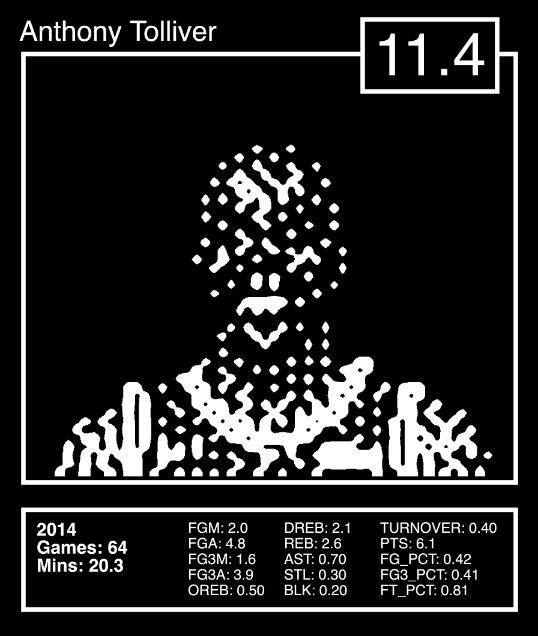 Anthony Tolliver
11.4
2014
Games: 64
Mins: 20.3
FGM: 2.0
FGA: 4.8
FG3M: 1.6
FG3A: 3.9
OREB: 0.50
DREB: 2.1
REB: 2.6
AST: 0.70
STL: 0.30
BLK: 0.20
TURNOVER: 0.40
PTS: 6.1
FG_PCT: 0.42
FG3_PCT: 0.41
FT_PCT: 0.81